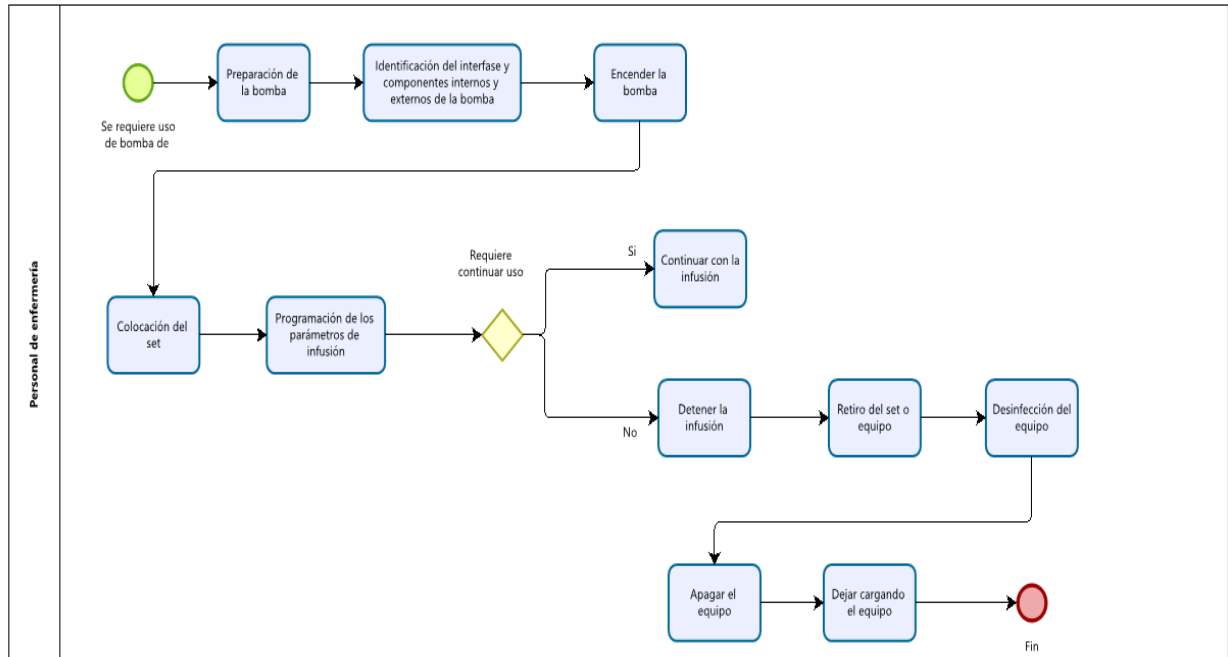 Personal de enfermería
Se requiere uso
de bomba de
Preparación de
la bomba
Identificación del interfase y
componentes internos y
externos de la bomba
Encender la
bomba
Colocación del
set
Programación de los
parámetros de
infusión
Requiere
continuar uso
Si
Continuar con la
infusión
No
Detener la
infusión
Retiro del set o
equipo
Desinfección del
equipo
Apagar el
equipo
Dejar cargando
el equipo
Fin